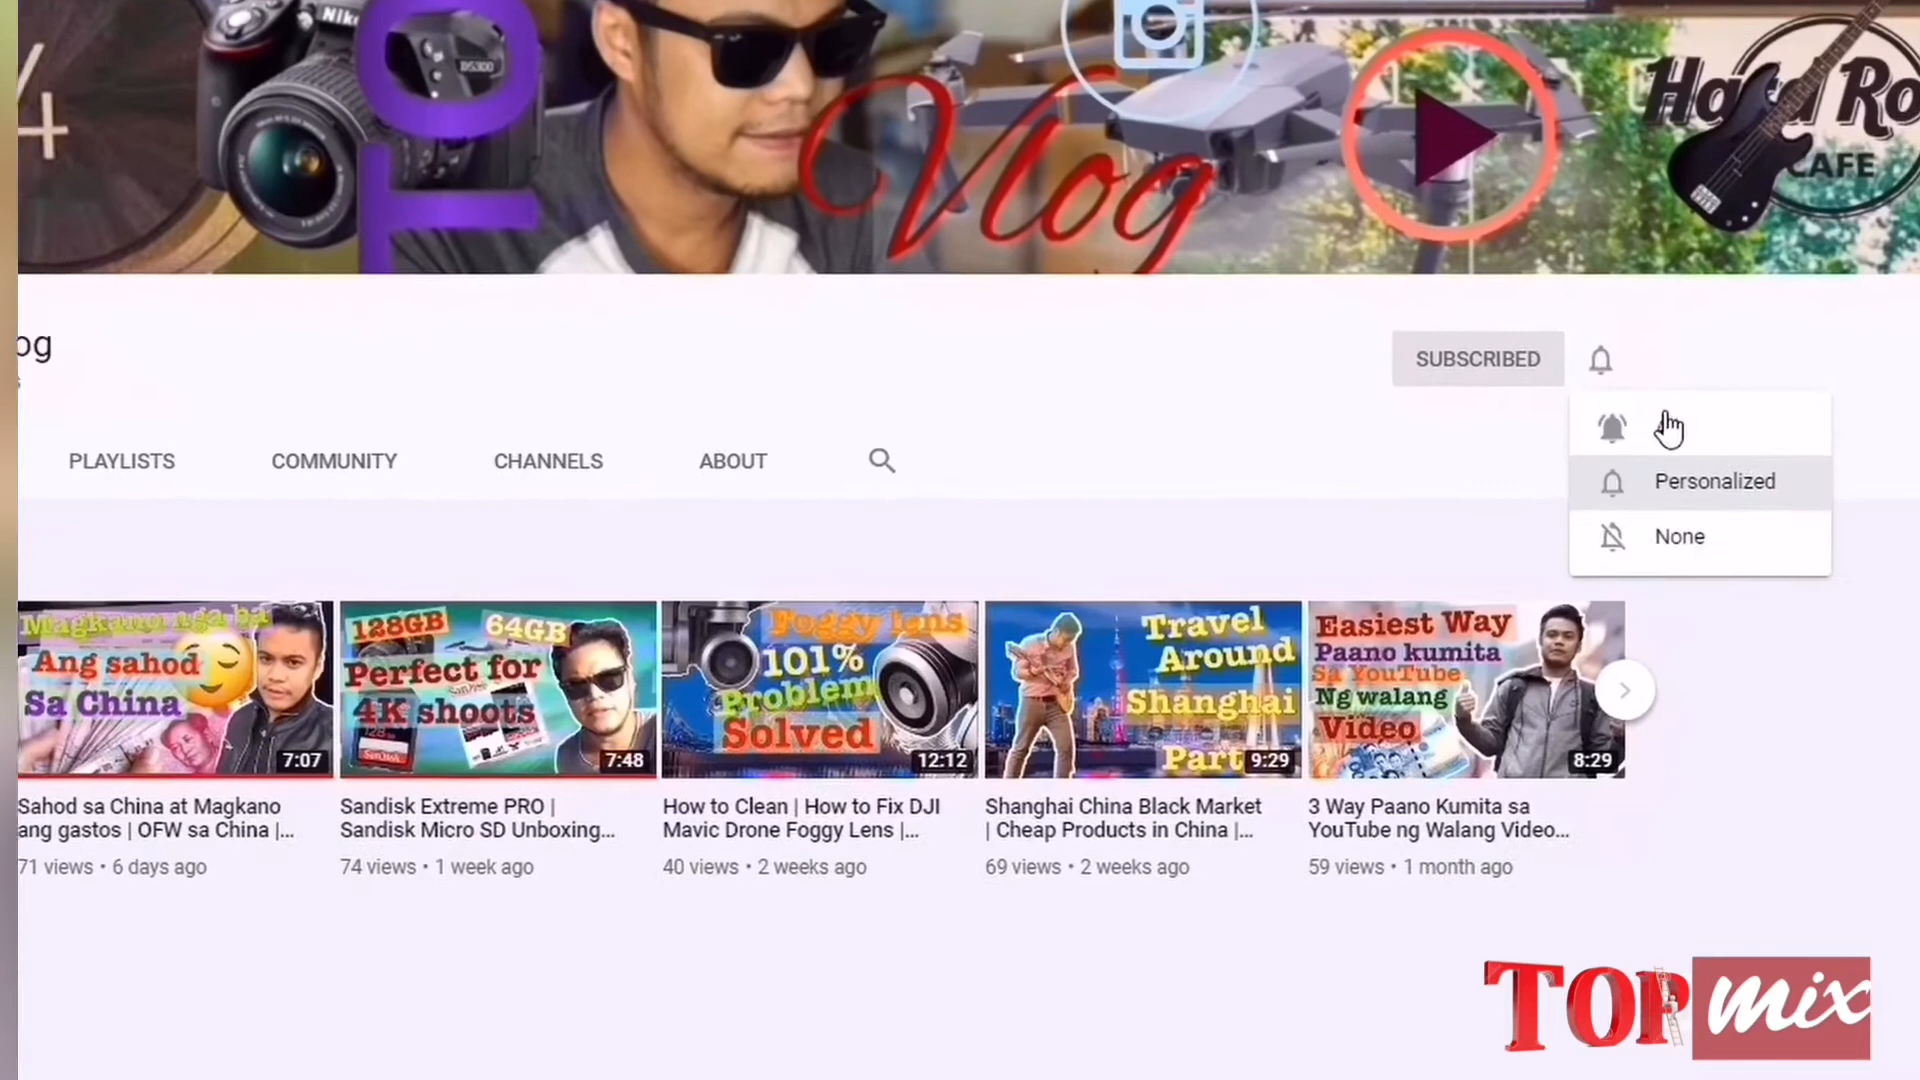 Nik
D5300
TO
Vlog
Hard Ro
CAFE
og
SUBSCRIBED
PLAYLISTS
COMMUNITY
CHANNELS
ABOUT
Personalized
None
Magkano nga ba
Ang sahod
Sa China
7:07
128GB
64GB
Perfect for
4K shoots
7:48
Foggy lens
101%
Problem
Solved
12:12
Travel
Around
Shanghai
Part
9:29
Easiest Way
Paano kumita
Sa YouTube
Ng walang
Video
8:29
Sahod sa China at Magkano
ang gastos | OFW sa China |...
71 views • 6 days ago
Sandisk Extreme PRO |
Sandisk Micro SD Unboxing...
74 views • 1 week ago
How to Clean | How to Fix DJI
Mavic Drone Foggy Lens |...
40 views • 2 weeks ago
Shanghai China Black Market
| Cheap Products in China |...
69 views • 2 weeks ago
3 Way Paano Kumita sa
YouTube ng Walang Video...
59 views • 1 month ago
TOP mix